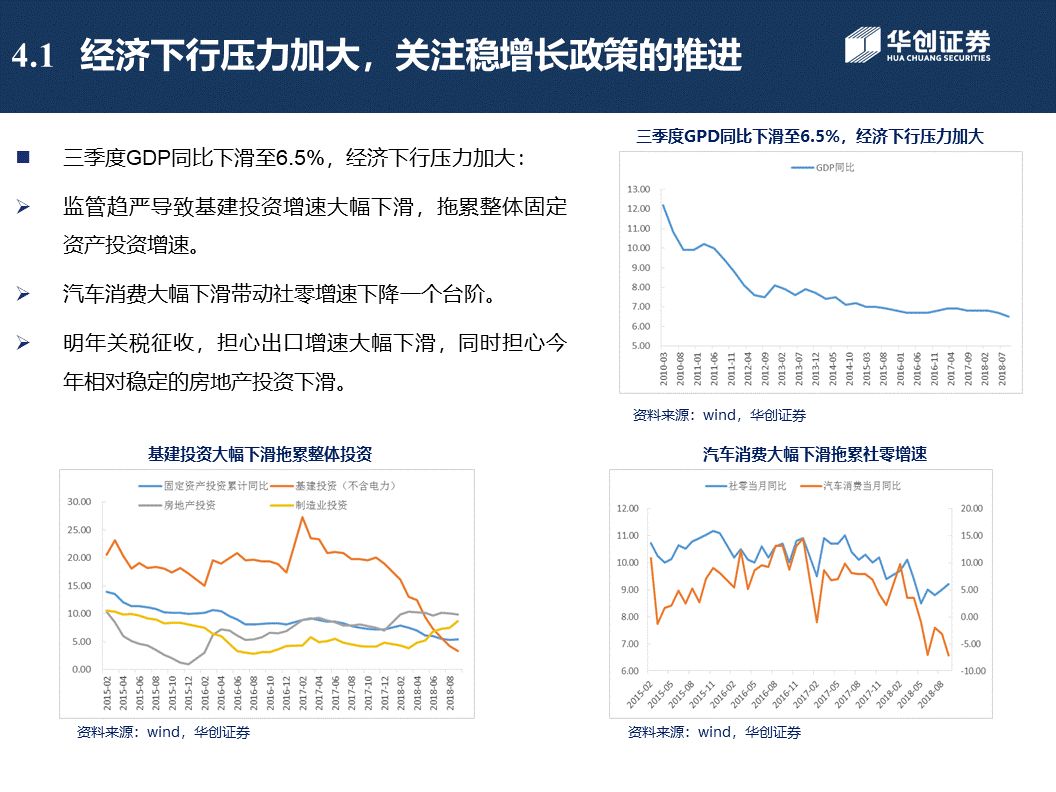 4.1 经济下行压力加大，关注稳增长政策的推进
华创证券
HUA CHUANG SECURITIES
三季度GDP同比下滑至6.5%，经济下行压力加大：
监管趋严导致基建投资增速大幅下滑，拖累整体固定
资产投资增速。
汽车消费大幅下滑带动社零增速下降一个台阶。
明年关税征收，担心出口增速大幅下滑，同时担心今
年相对稳定的房地产投资下滑。
三季度GPD同比下滑至6.5%，经济下行压力加大
GDP同比
13.00
12.00
11.00
10.00
9.00
8.00
7.00
6.00
5.00
2010-03 2010-08 2011-01 2011-06 2011-11 2012-04 2012-09 2013-02 2013-07 2013-12 2014-05 2014-10 2015-03 2015-08 2016-01 2016-06 2016-11 2017-04 2017-09 2018-02 2018-07
资料来源：wind，华创证券
基建投资大幅下滑拖累整体投资
固定资产投资累计同比 基建投资（不含电力）
房地产投资 制造业投资
30.00
25.00
20.00
15.00
10.00
5.00
0.00
2015-02 2015-04 2015-06 2015-08 2015-10 2015-12 2016-02 2016-04 2016-06 2016-08 2016-10 2016-12 2017-02 2017-04 2017-06 2017-08 2017-10 2017-12 2018-02 2018-04 2018-06 2018-08
资料来源：wind，华创证券
汽车消费大幅下滑拖累社零增速
社零当月同比 汽车消费当月同比
12.00 20.00
11.00 15.00
10.00 10.00
9.00 5.00
8.00 0.00
7.00 -5.00
6.00 -10.00
2015-02 2015-05 2015-08 2015-11 2016-02 2016-05 2016-08 2016-11 2017-02 2017-05 2017-08 2017-11 2018-02 2018-05 2018-08
资料来源：wind，华创证券